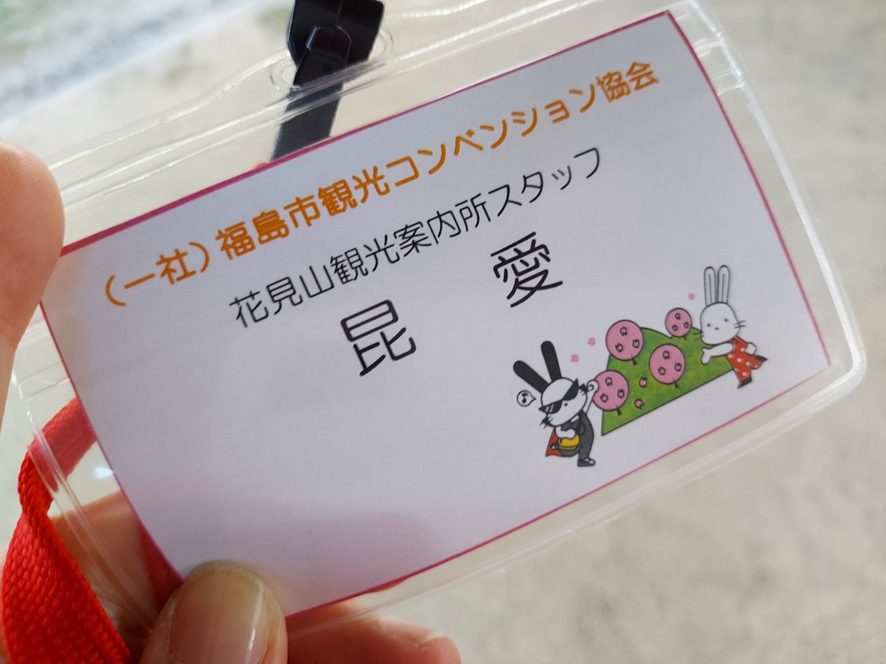 (一社)福島市観光コンベンション協会
花見山観光案内所スタッフ
昆 愛